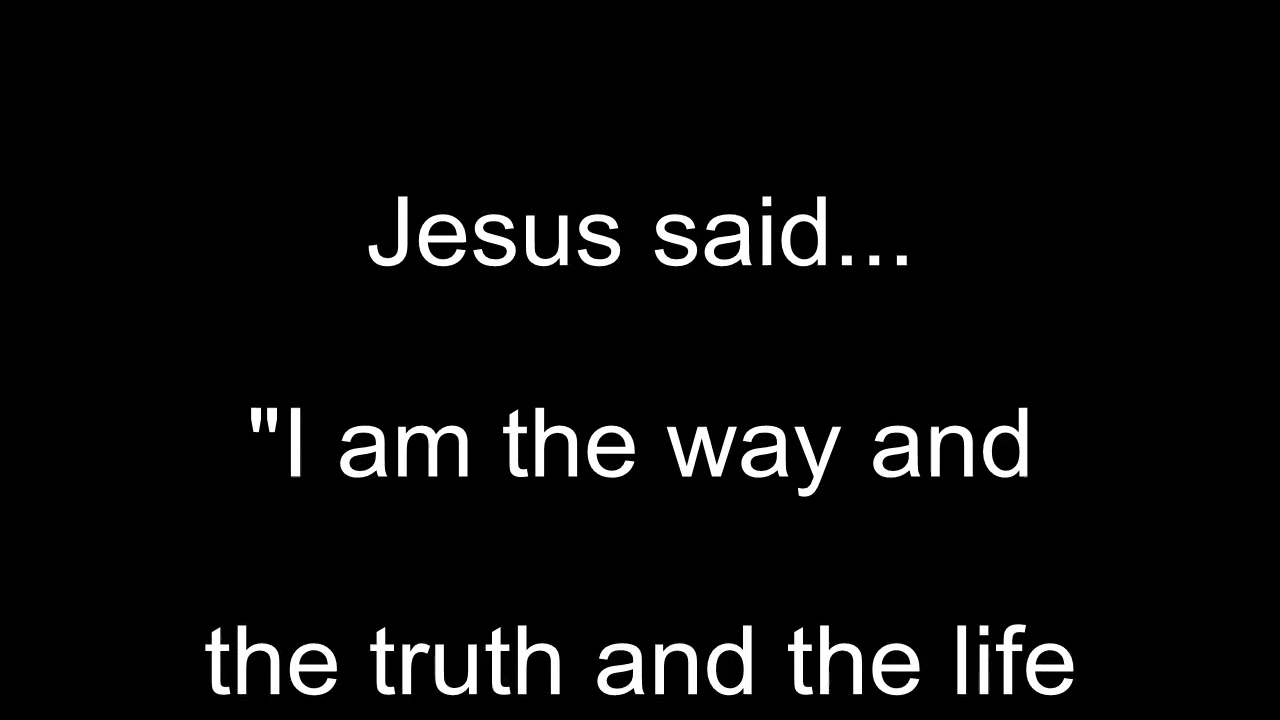 Jesus said...
"I am the way and
the truth and the life